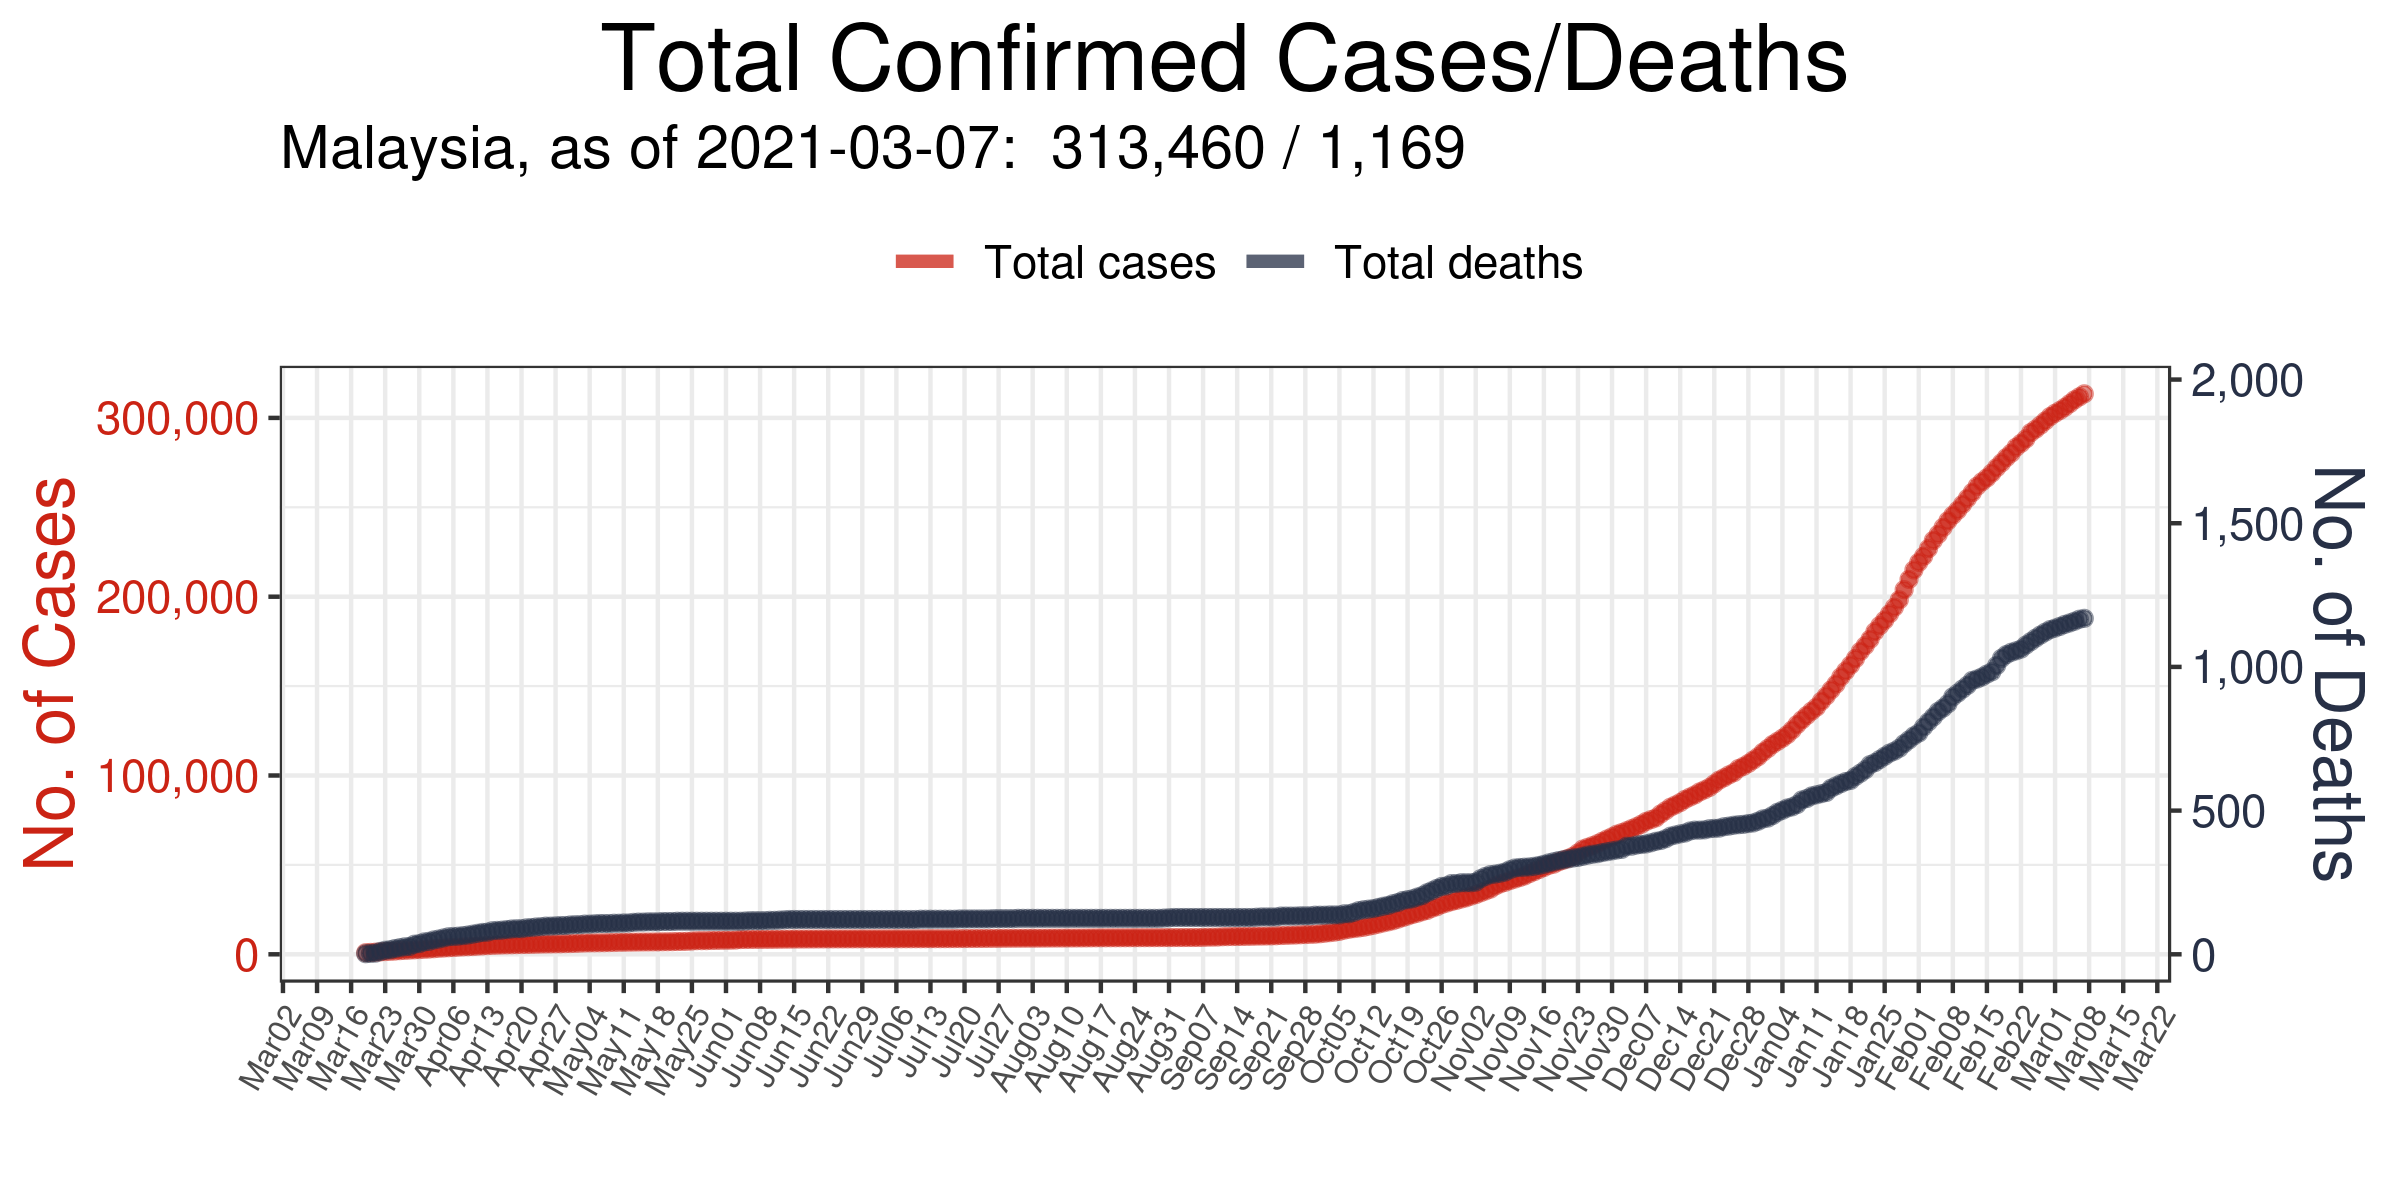 Total Confirmed Cases/Deaths
Malaysia, as of 2021-03-07:  313,460 / 1,169
Total cases
Total deaths
No. of Cases
300,000
200,000
100,000
0
2,000
1,500
1,000
500
0
No. of Deaths
Mar02
Mar09
Mar16
Mar23
Mar30
Apr06
Apr13
Apr20
Apr27
May04
May11
May18
May25
Jun01
Jun08
Jun15
Jun22
Jun29
Jul06
Jul13
Jul20
Jul27
Aug03
Aug10
Aug17
Aug24
Aug31
Sep07
Sep14
Sep21
Sep28
Oct05
Oct12
Oct19
Oct26
Nov02
Nov09
Nov16
Nov23
Nov30
Dec07
Dec14
Dec21
Dec28
Jan04
Jan11
Jan18
Jan25
Feb01
Feb08
Feb15
Feb22
Mar01
Mar08
Mar15
Mar22